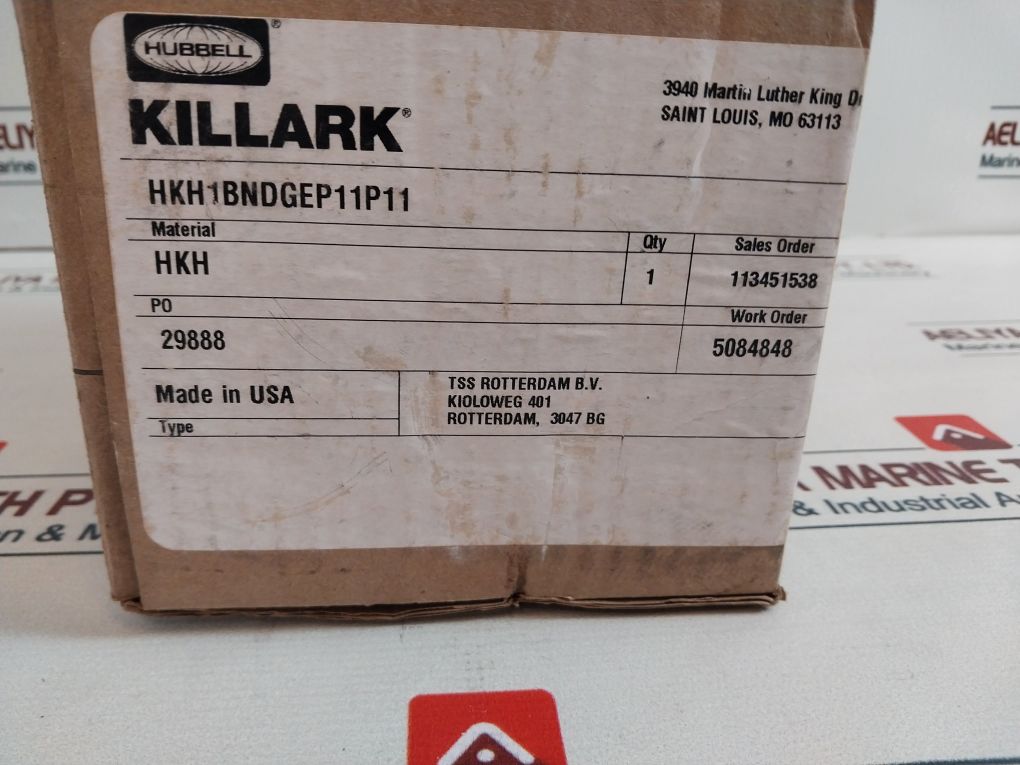 HUBBELL®
KILLARK®
3940 Martin Luther King
SAINT LOUIS, MO 63113
HKH1BNDGEP11P11
Material
Qty
Sales Order
HKH
1
113451538
PO
Work Order
29888
5084848
Made in USA
Type
TSS ROTTERDAM B.V.
KIOLOWEG 401
ROTTERDAM, 3047 BG
MARINE
& Industrial